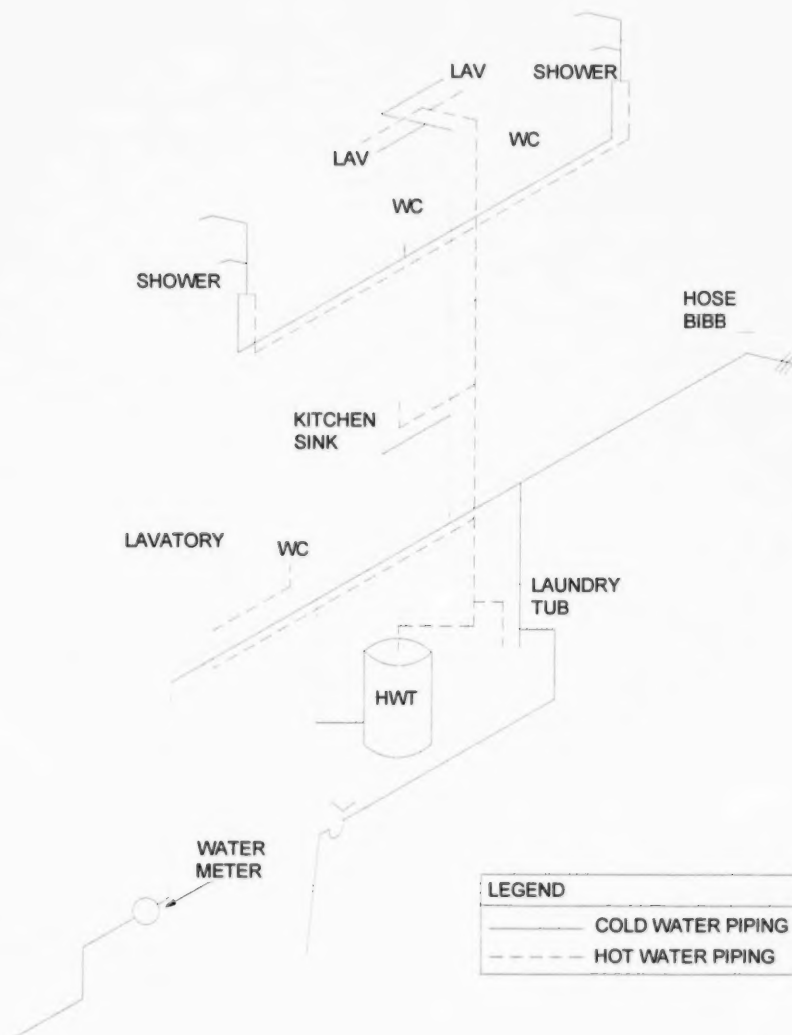 LAV
SHOWER
WC
LAV
WC
SHOWER
HOSE
BIBB
KITCHEN
SINK
LAVATORY
WC
LAUNDRY
TUB
HWT
WATER
METER
LEGEND
COLD WATER PIPING
HOT WATER PIPING